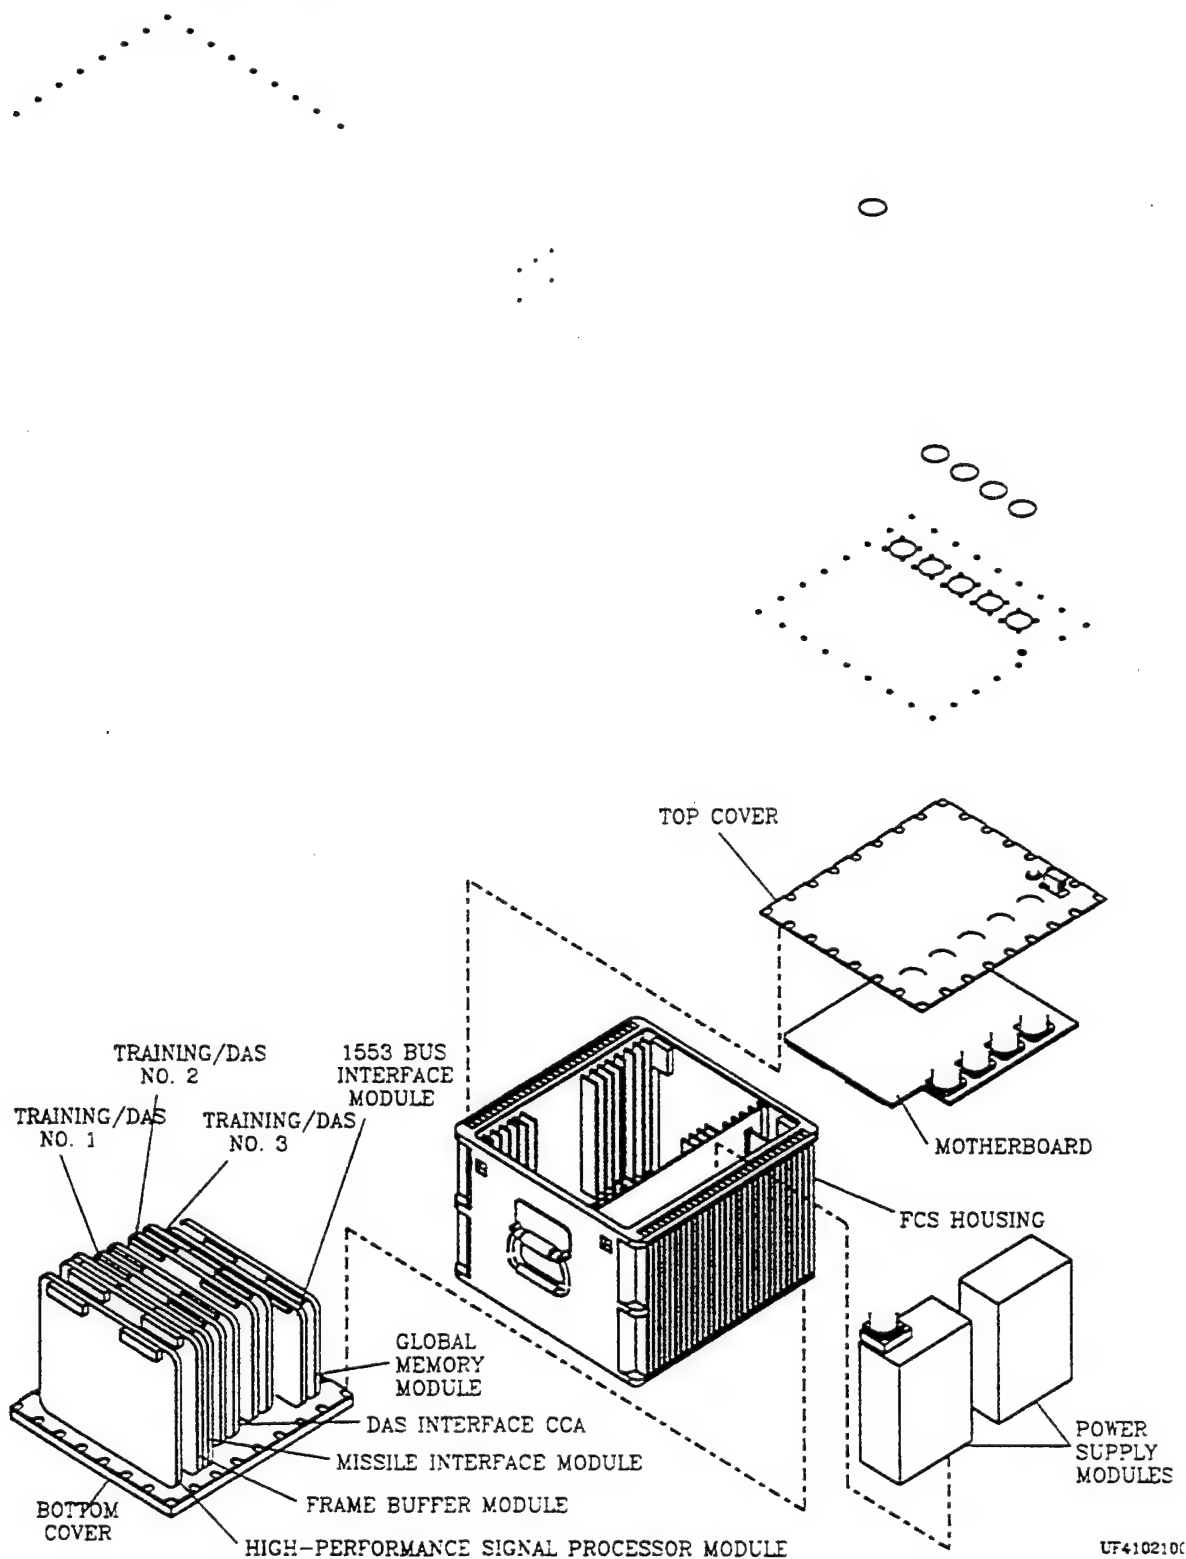 TOP COVER
TRAINING/DAS
NO. 2
1553 BUS
INTERFACE
MODULE
TRAINING/DAS
NO. 1
TRAINING/DAS
NO. 3
MOTHERBOARD
FCS HOUSING
GLOBAL
MEMORY
MODULE
DAS INTERFACE CCA
MISSILE INTERFACE MODULE
POWER
SUPPLY
MODULES
FRAME BUFFER MODULE
BOTTOM
COVER
HIGH-PERFORMANCE SIGNAL PROCESSOR MODULE